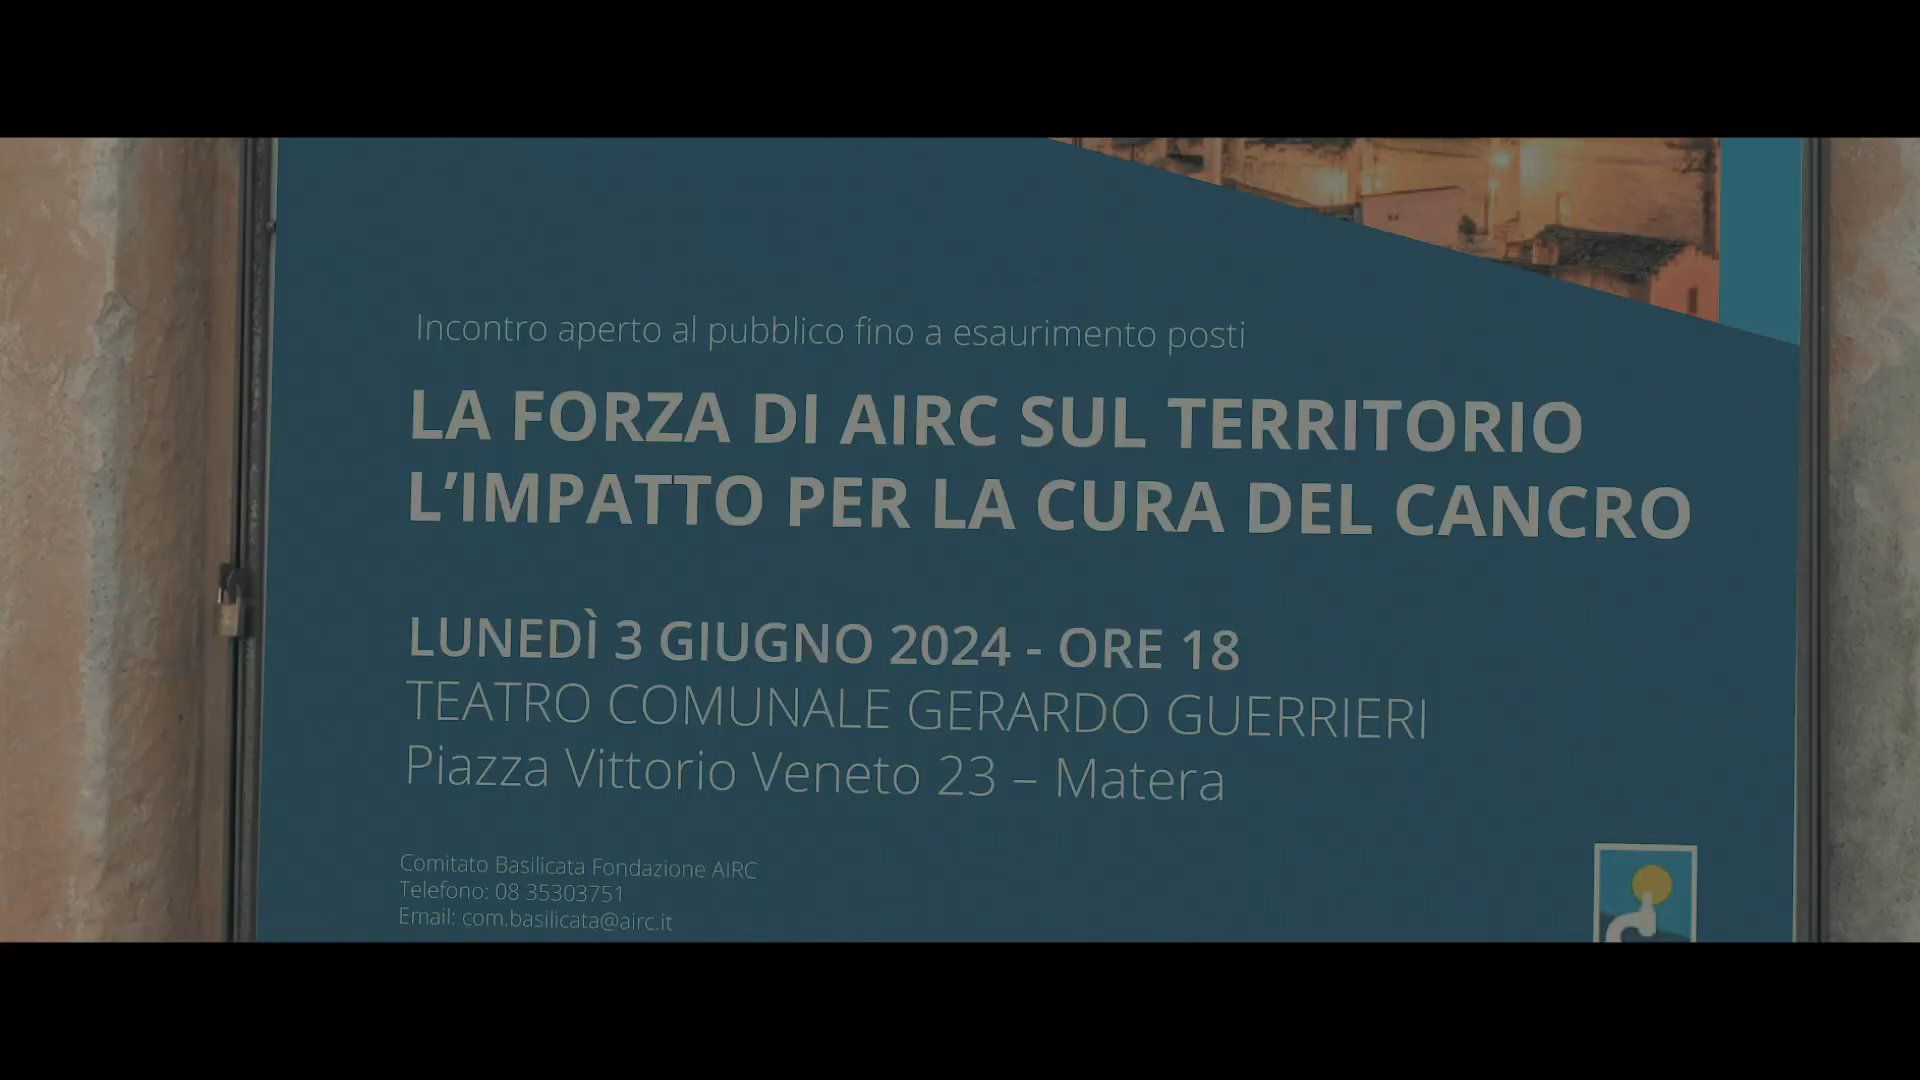 Incontro aperto al pubblico fino a esaurimento posti
LA FORZA DI AIRC SUL TERRITORIO
L'IMPATTO PER LA CURA DEL CANCRO
LUNEDÌ 3 GIUGNO 2024 - ORE 18
TEATRO COMUNALE GERARDO GUERRIERI
Piazza Vittorio Veneto 23 – Matera
Comitato Basilicata Fondazione AIRC
Telefono: 08 35303751
Email: com.basilicata@airc.it